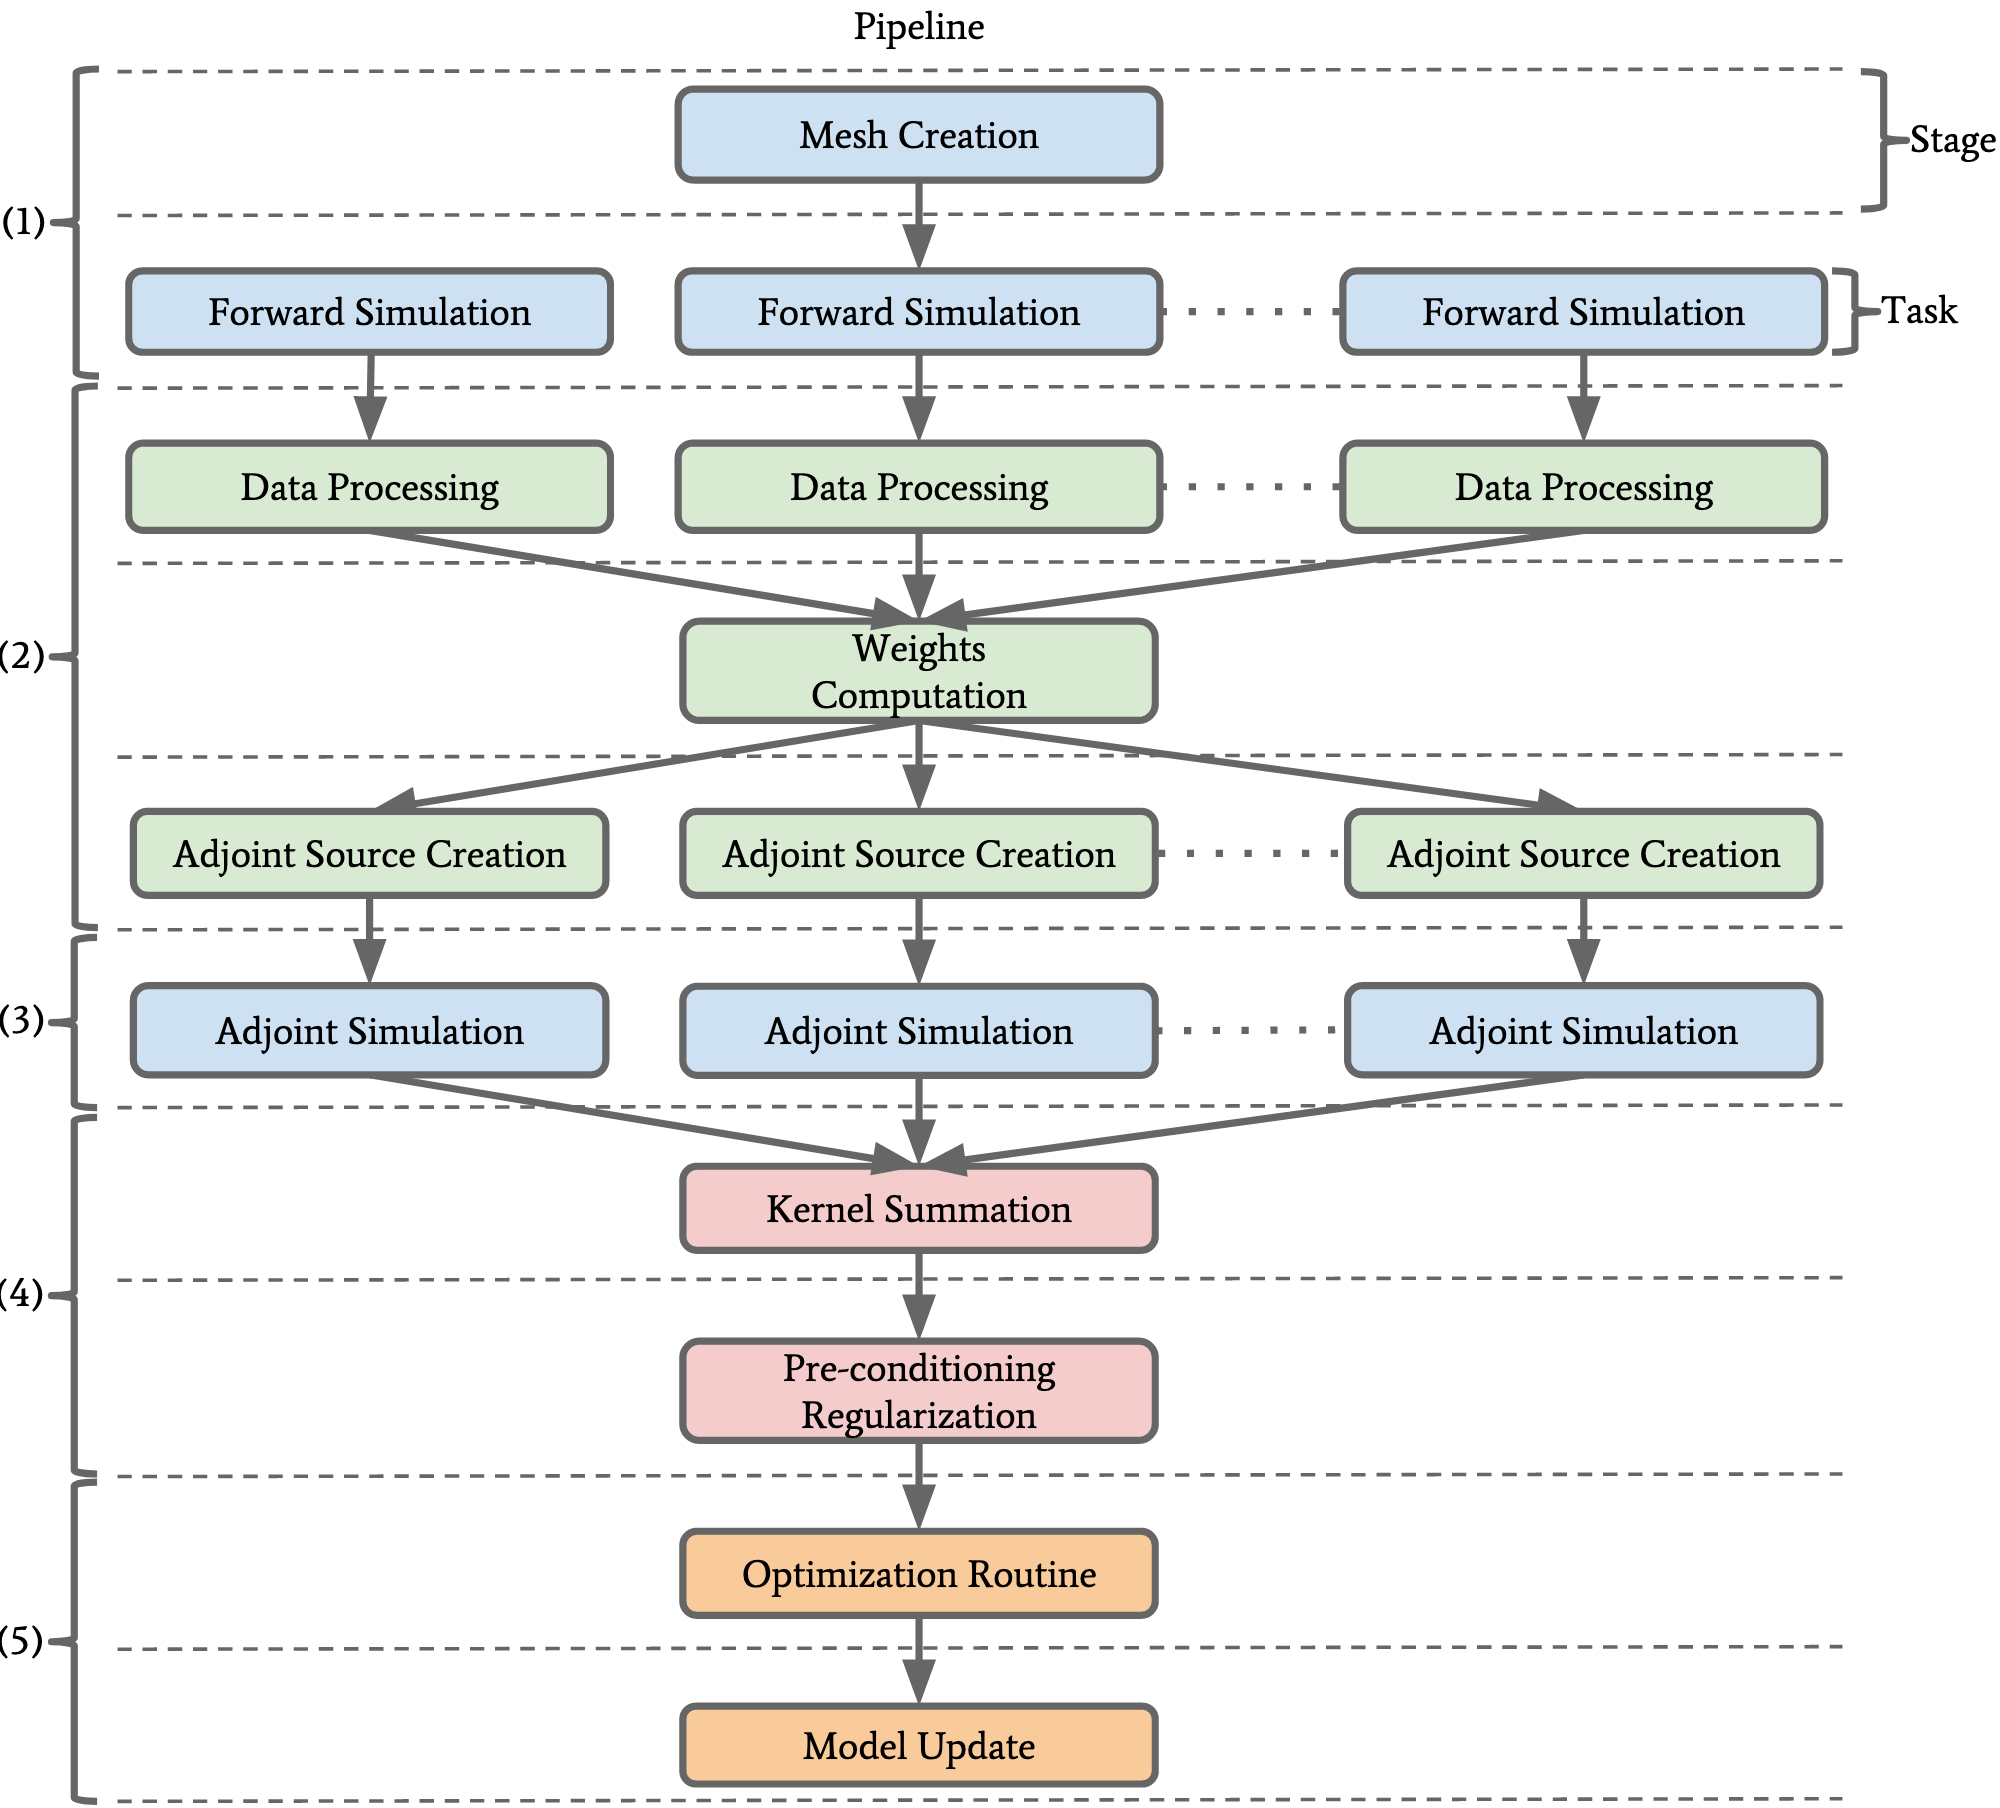 Pipeline
Mesh Creation
Stage
(1)
Forward Simulation
Forward Simulation
Forward Simulation
Task
Data Processing
Data Processing
Data Processing
(2)
Weights
Computation
Adjoint Source Creation
Adjoint Source Creation
Adjoint Source Creation
(3)
Adjoint Simulation
Adjoint Simulation
Adjoint Simulation
Kernel Summation
(4)
Pre-conditioning
Regularization
Optimization Routine
(5)
Model Update